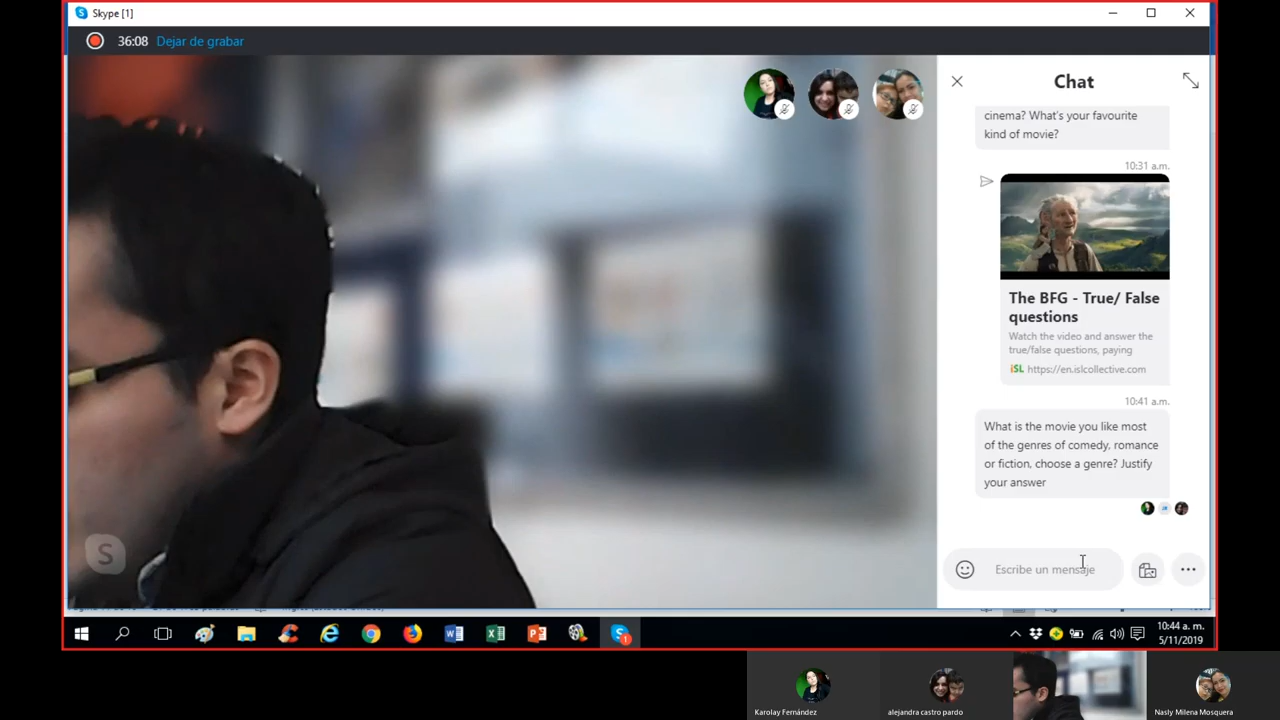 Skype [1]
36:08 Dejar de grabar
Chat
cinema? What's your favourite
kind of movie?
10:31 a.m.
The BFG - True/ False
questions
Watch the video and answer the
true/false questions, paying
iSL https://en.islcollective.com
10:41 a.m.
What is the movie you like most
of the genres of comedy, romance
or fiction, choose a genre? Justify
your answer
Escribe un mensaje
10:44 a.m.
5/11/2019
Karolay Fernández
alejandra castro pardo
Nasly Milena Mosquera